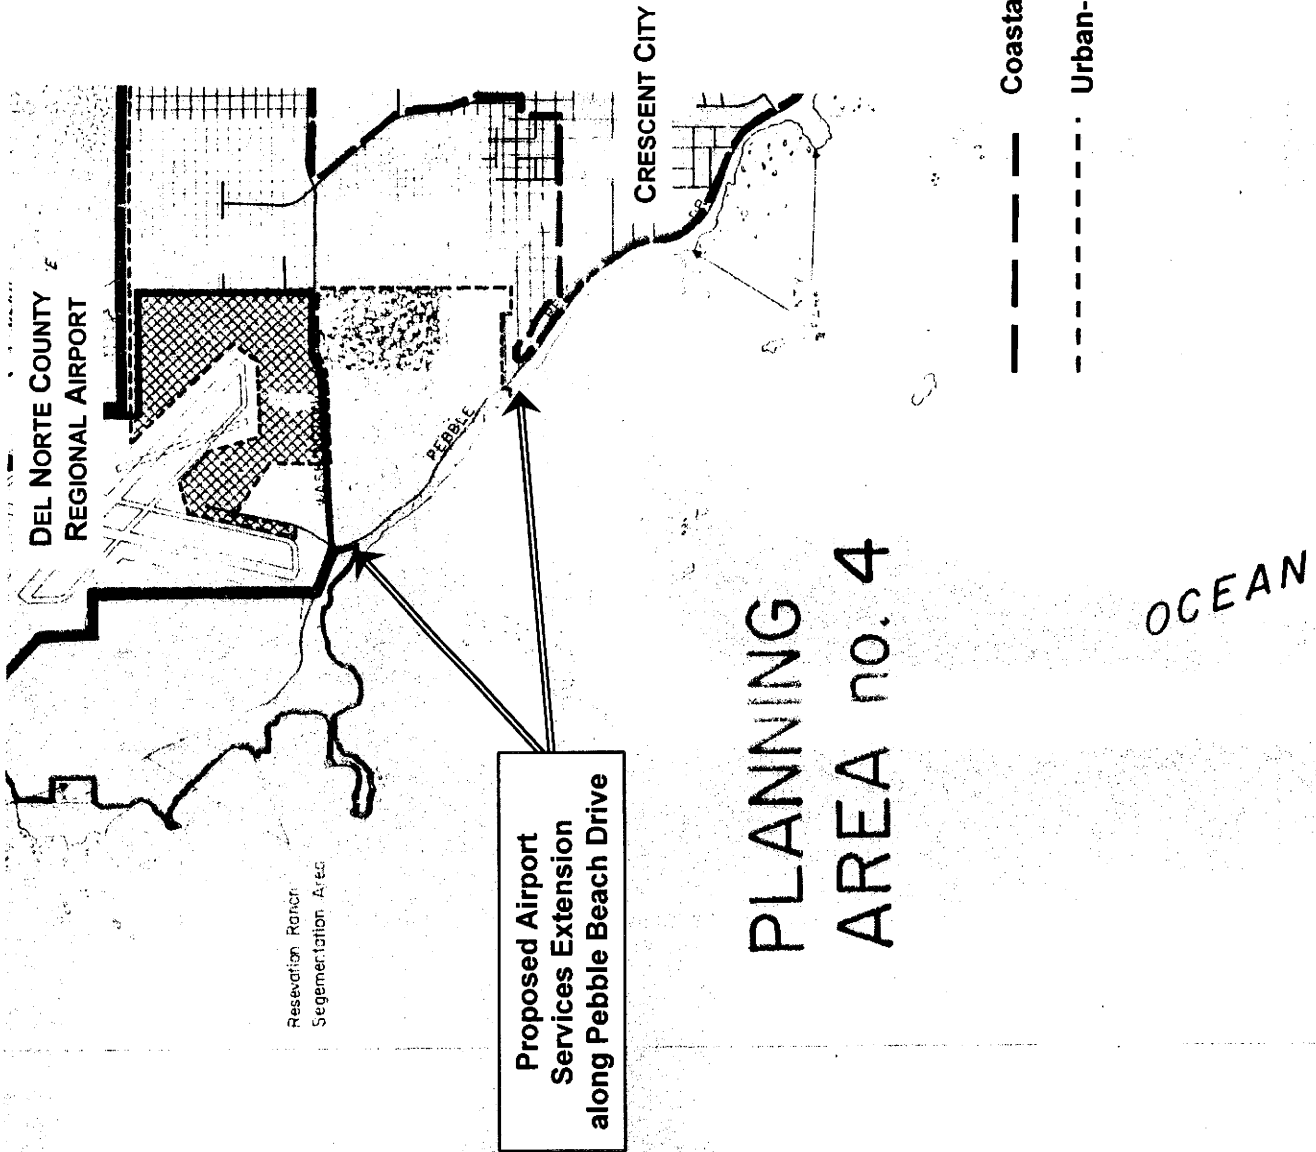 DEL NORTE COUNTY
REGIONAL AIRPORT
CRESCENT CITY
PEBBLE
Resevation Ranch
Segementation Area
Proposed Airport
Services Extension
along Pebble Beach Drive
PLANNING
AREA no. 4
OCEAN
Coasta
Urban-